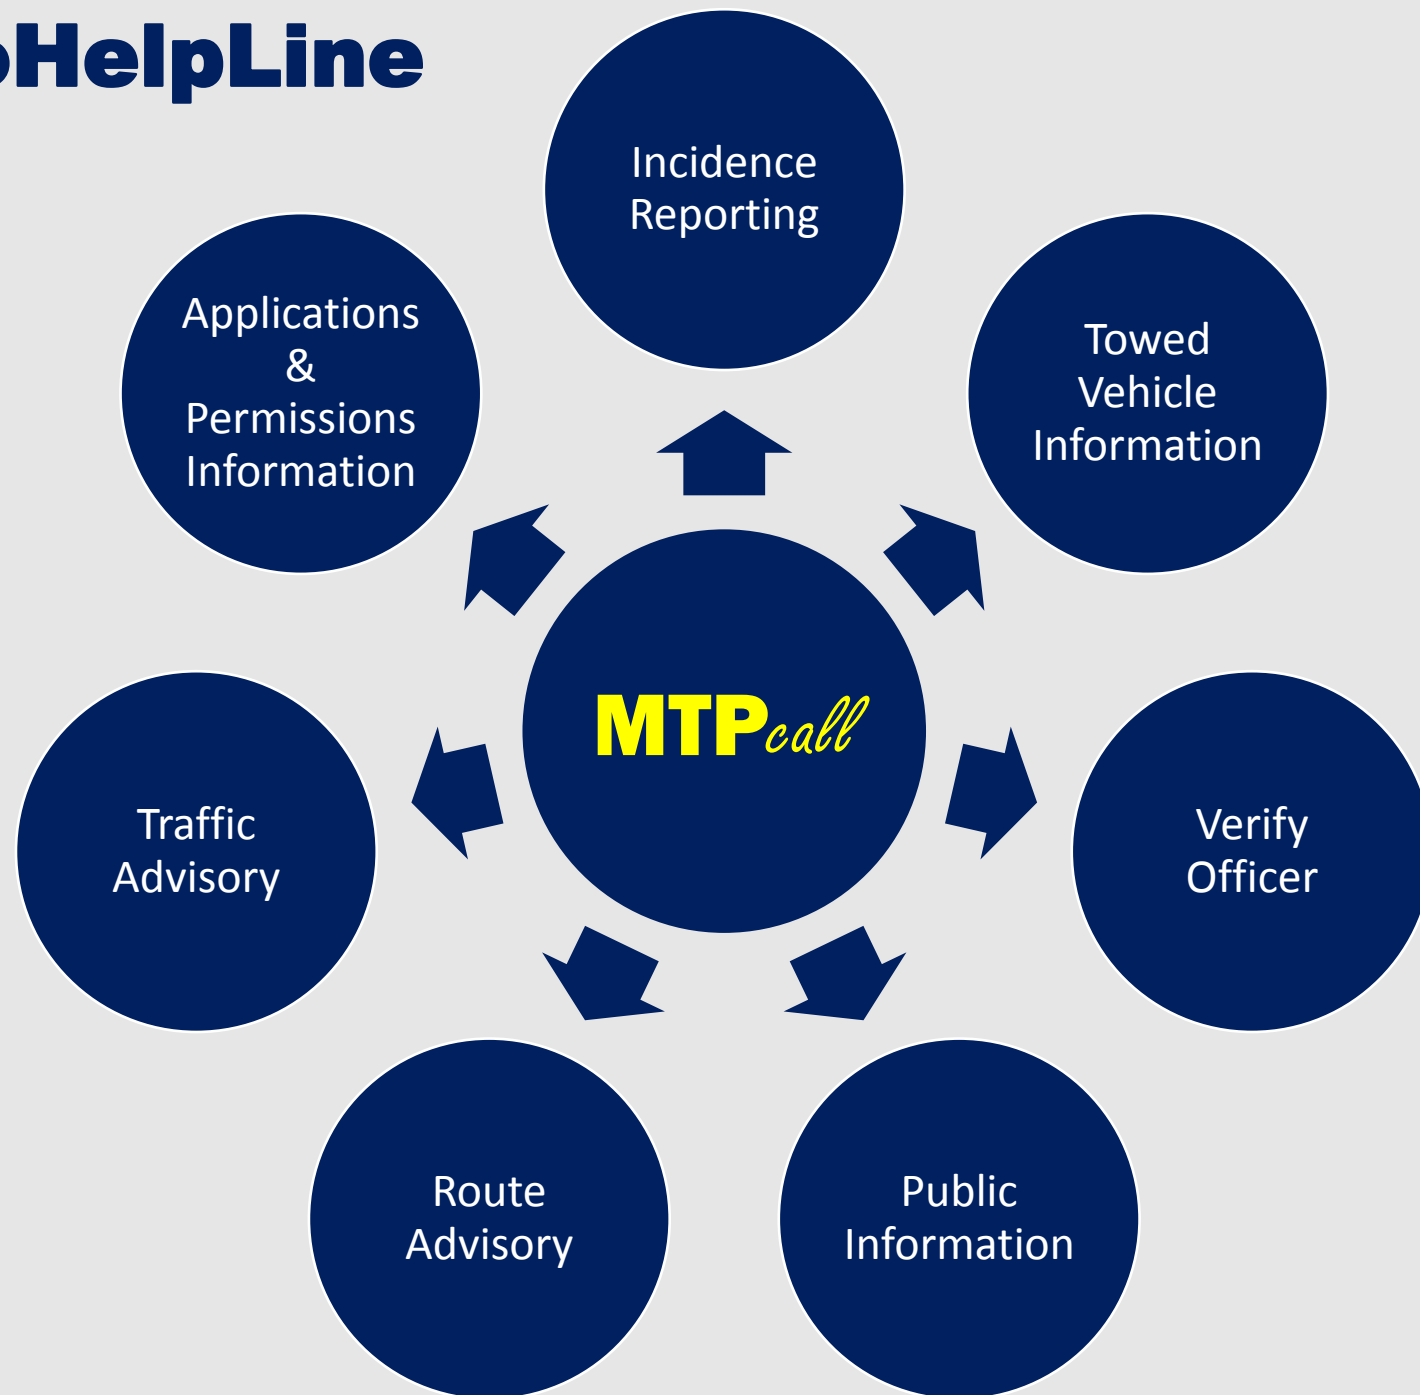 HelpLine
Incidence
Reporting
Applications
&
Permissions
Information
Towed
Vehicle
Information
MTPcall
Traffic
Advisory
Verify
Officer
Route
Advisory
Public
Information